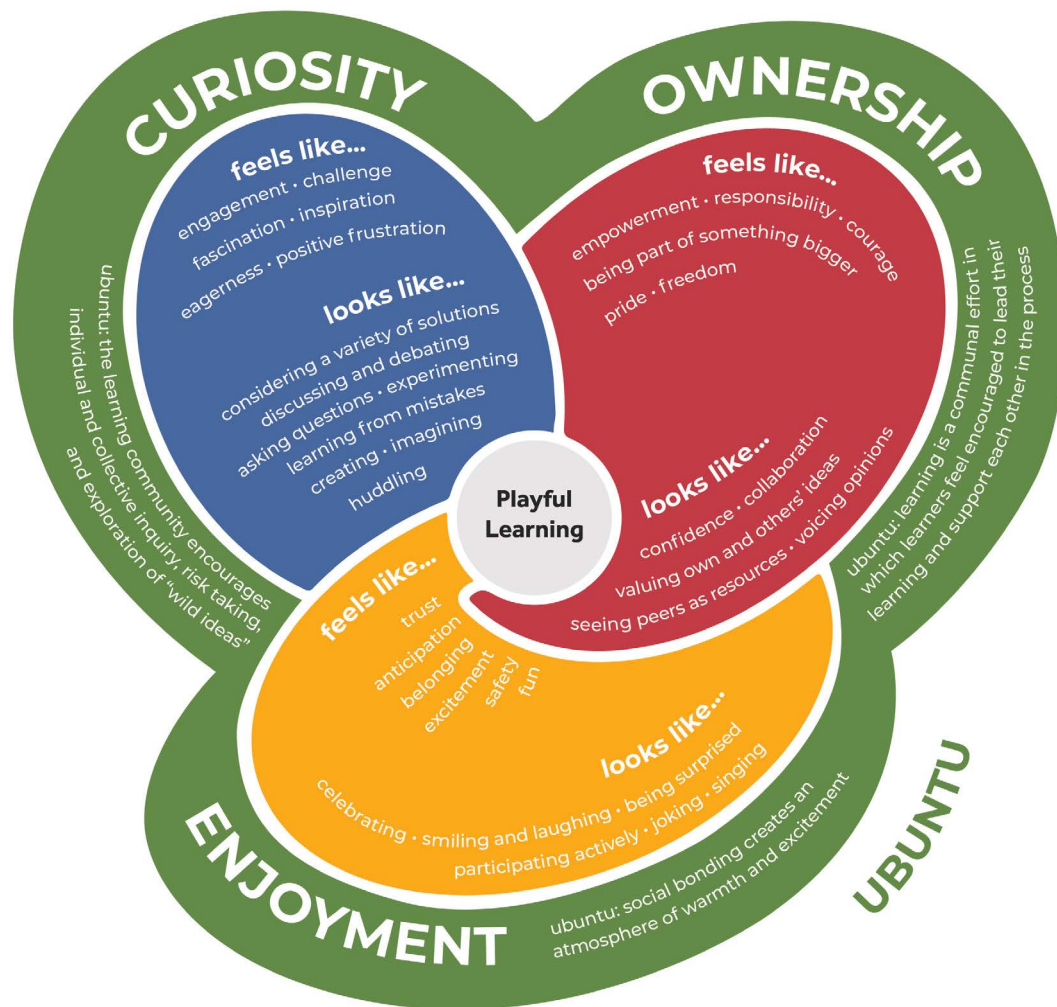 CURIOSITY
feels like...
engagement • challenge
fascination • inspiration
eagerness • positive frustration
looks like...
considering a variety of solutions
discussing and debating
asking questions • experimenting
learning from mistakes
creating • imagining
huddling
ubuntu: the learning community encourages
individual and collective inquiry, risk taking,
and exploration of “wild ideas”
OWNERSHIP
feels like...
empowerment • responsibility • courage
being part of something bigger
pride • freedom
looks like...
confidence • collaboration
valuing own and others’ ideas
seeing peers as resources • voicing opinions
ubuntu: learning is a communal effort in
which learners feel encouraged to lead their
learning and support each other in the process
Playful
Learning
ENJOYMENT
feels like...
trust
anticipation
belonging
excitement
safety
fun
looks like...
celebrating • smiling and laughing • being surprised
participating actively • joking • singing
ubuntu: social bonding creates an
atmosphere of warmth and excitement
UBUNTU